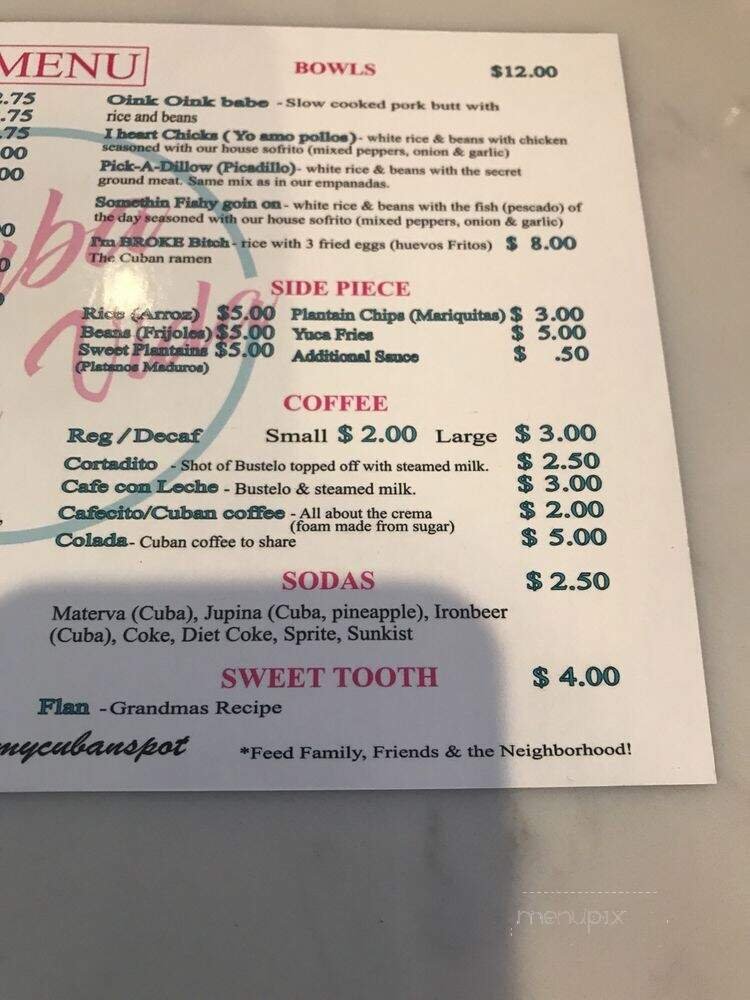 MENU
BOWLS $12.00
.75
.75
.75
00
00
0
0
Oink Oink babe - Slow cooked pork butt with
rice and beans
I heart Chicks ( Yo amo pollos)- white rice & beans with chicken
seasoned with our house sofrito (mixed peppers, onion & garlic)
Pick-A-Dillow (Picadillo)- white rice & beans with the secret
ground meat. Same mix as in our empanadas.
Somethin Fishy goin on - white rice & beans with the fish (pescado) of
the day seasoned with our house sofrito (mixed peppers, onion & garlic)
I'm BROKE Bitch - rice with 3 fried eggs (huevos Fritos) $ 8.00
The Cuban ramen
SIDE PIECE
Rice (Arroz) $5.00 Plantain Chips (Mariquitas) $ 3.00
Beans (Frijoles) $5.00 Yuca Fries $ 5.00
Sweet Plantains $5.00 Additional Sauce $ .50
(Platanos Maduros)
COFFEE
Reg / Decaf Small $ 2.00 Large $ 3.00
Cortadito - Shot of Bustelo topped off with steamed milk. $ 2.50
Cafe con Leche - Bustelo & steamed milk. $ 3.00
Cafecito/Cuban coffee - All about the crema $ 2.00
(foam made from sugar)
Colada- Cuban coffee to share $ 5.00
SODAS $ 2.50
Materva (Cuba), Jupina (Cuba, pineapple), Ironbeer
(Cuba), Coke, Diet Coke, Sprite, Sunkist
SWEET TOOTH $ 4.00
Flan - Grandmas Recipe
mycubanspot *Feed Family, Friends & the Neighborhood!
menupix